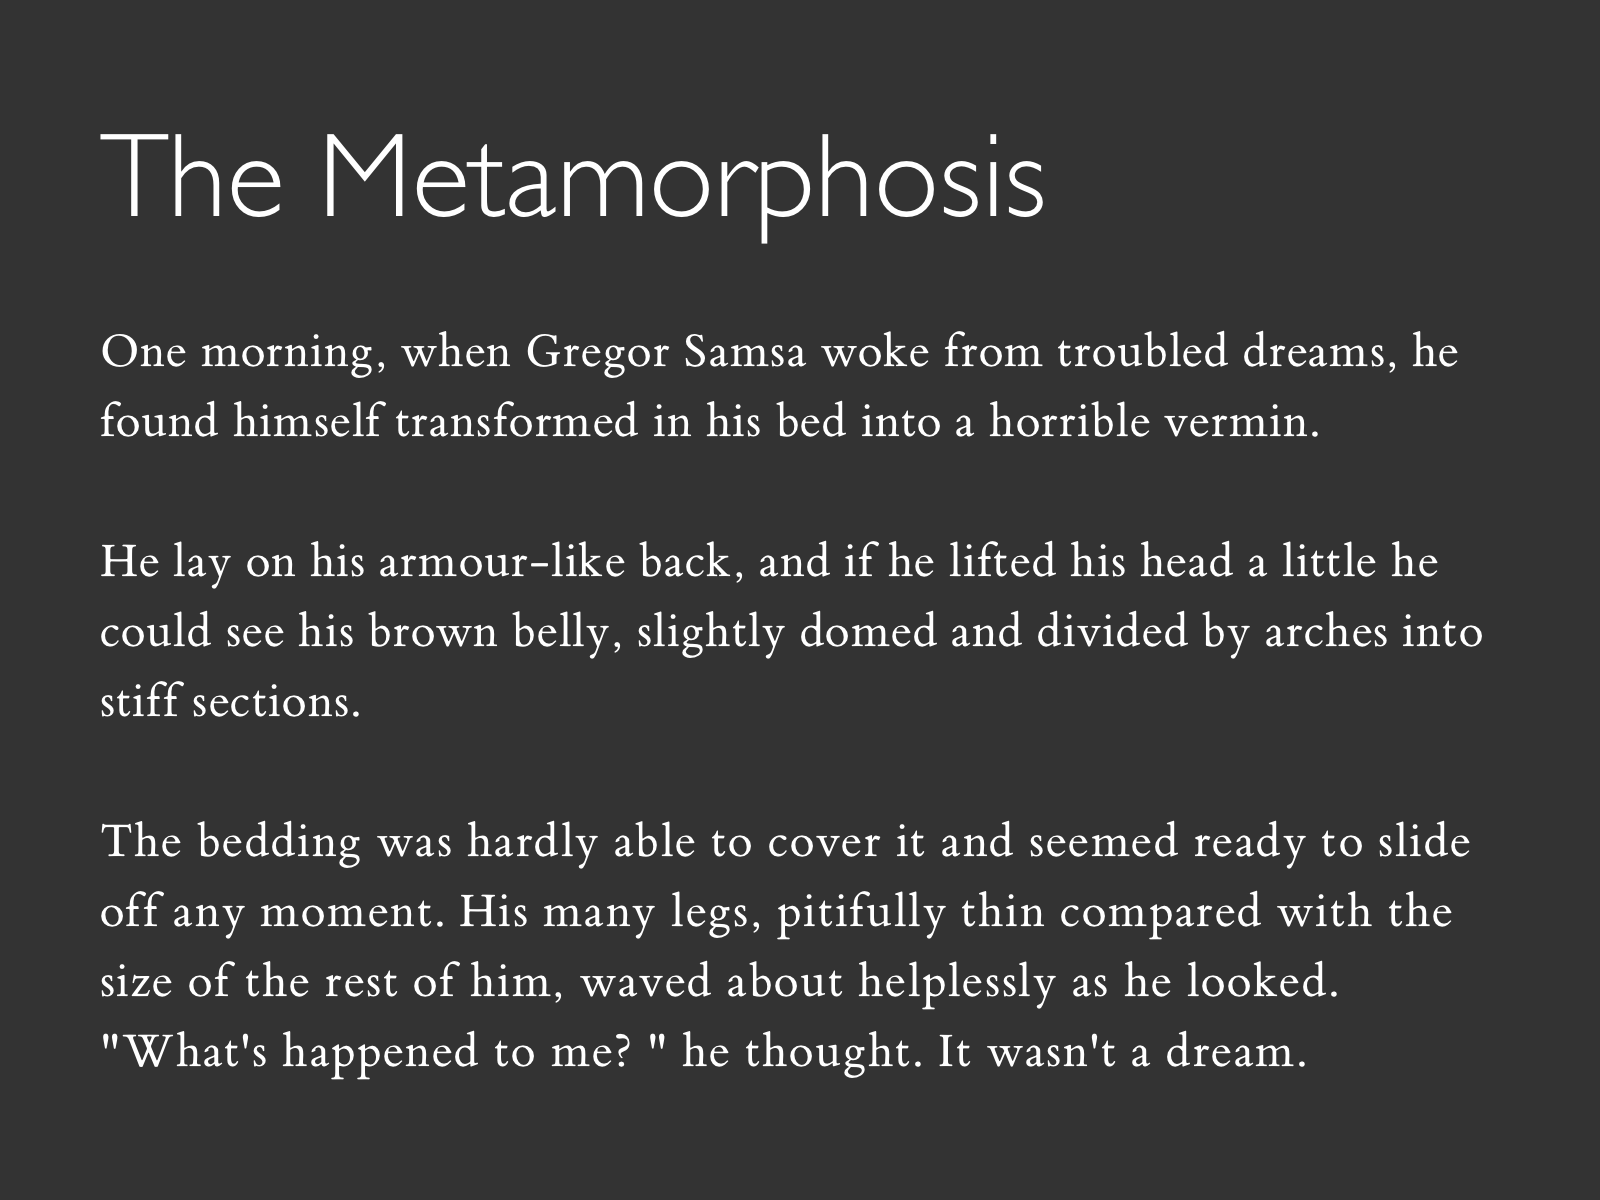 The Metamorphosis
One morning, when Gregor Samsa woke from troubled dreams, he
found himself transformed in his bed into a horrible vermin.
He lay on his armour-like back, and if he lifted his head a little he
could see his brown belly, slightly domed and divided by arches into
stiff sections.
The bedding was hardly able to cover it and seemed ready to slide
off any moment. His many legs, pitifully thin compared with the
size of the rest of him, waved about helplessly as he looked.
"What's happened to me? " he thought. It wasn't a dream.